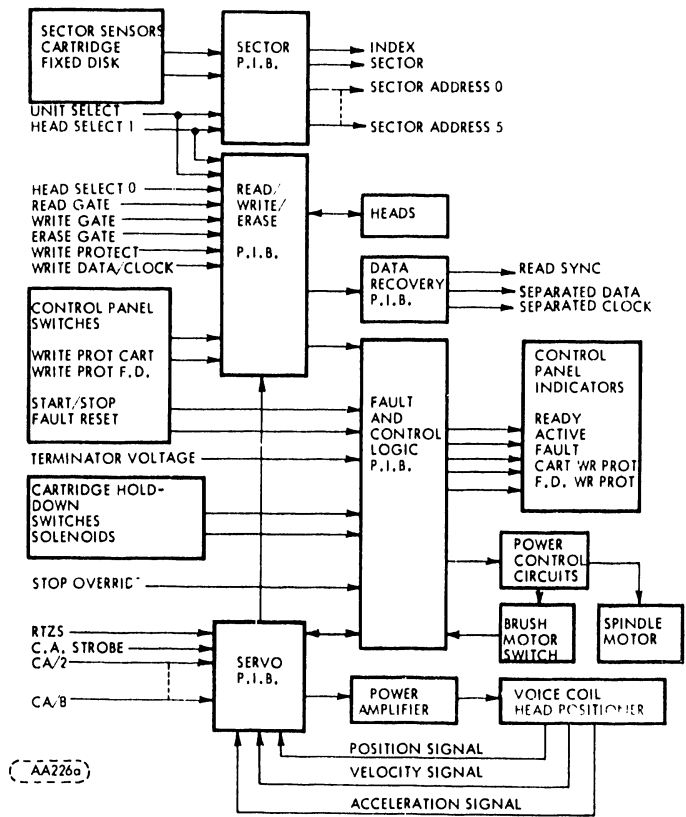 SECTOR SENSORS
CARTRIDGE
FIXED DISK
SECTOR
P.I.B.
INDEX
SECTOR
SECTOR ADDRESS 0
SECTOR ADDRESS 5
UNIT SELECT
HEAD SELECT 1
HEAD SELECT 0
READ GATE
WRITE GATE
ERASE GATE
WRITE PROTECT
WRITE DATA/CLOCK
READ/
WRITE/
ERASE
P.I.B.
HEADS
DATA
RECOVERY
P.I.B.
READ SYNC
SEPARATED DATA
SEPARATED CLOCK
CONTROL PANEL
SWITCHES
WRITE PROT CART
WRITE PROT F.D.
START/STOP
FAULT RESET
FAULT
AND
CONTROL
LOGIC
P.I.B.
CONTROL
PANEL
INDICATORS
READY
ACTIVE
FAULT
CART WR PROT
F.D. WR PROT
TERMINATOR VOLTAGE
CARTRIDGE HOLD-
DOWN
SWITCHES
SOLENOIDS
POWER
CONTROL
CIRCUITS
STOP OVERRIDE
BRUSH
MOTOR
SWITCH
SPINDLE
MOTOR
RTZS
C.A. STROBE
CA/2
CA/B
SERVO
P.I.B.
POWER
AMPLIFIER
VOICE COIL
HEAD POSITIONER
POSITION SIGNAL
VELOCITY SIGNAL
ACCELERATION SIGNAL
AA226a